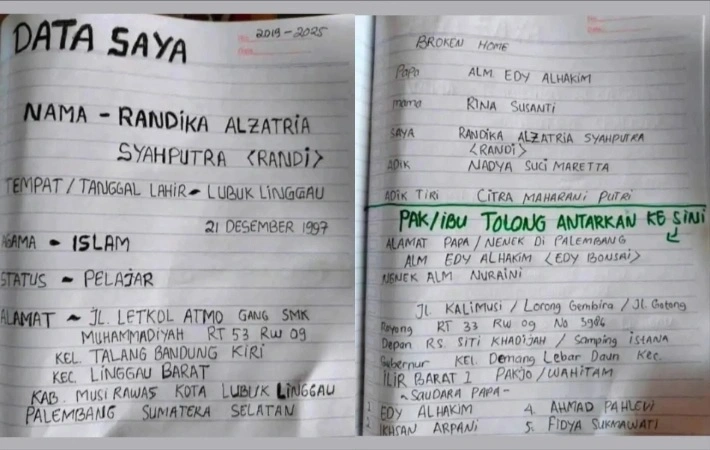 DATA SAYA
2019-2025
NAMA - RANDIKA ALZATRIA
SYAHPUTRA <RANDI>
TEMPAT/TANGGAL LAHIR - LUBUK LINGGAU
21 DESEMBER 1997
AGAMA - ISLAM
STATUS - PELAJAR
ALAMAT - JL. LETKOL ATMO GANG SMK
MUHAMMADIYAH RT 53 RW 09
KEL. TALANG BANDUNG KIRI
KEC. LINGGAU BARAT
KAB. MUSI RAWAS KOTA LUBUK LINGGAU
PALEMBANG SUMATERA SELATAN
BROKEN HOME
Papa ALM. EDY ALHAKIM
mama RINA SUSANTI
SAYA RANDIKA ALZATRIA SYAHPUTRA
<RANDI>
ADIK NADYA SUCI MARETTA
ADIK TIRI CITRA MAHARANI PUTRI
PAK/IBU TOLONG ANTARKAN KE SINI
ALAMAT PAPA / NENEK DI PALEMBANG
ALM EDY ALHAKIM <EDY BONSAI>
NENEK ALM NURAINI
JL. KALIMUSI / Lorong Gembira / Jl. Gotong
Royong RT 33 RW 09 No 3986
Depan RS. SITI KHADIJAH / Samping ISTANA
Gubernur KEL. Demang Lebar Daun Kec.
ILIR BARAT 1 PAKJO / WAHITAM
- SAUDARA PAPA -
1 EDY ALHAKIM 4. AHMAD PAHLEVI
2 IKHSAN ARPANI 5. FIDYA SUKMAWATI